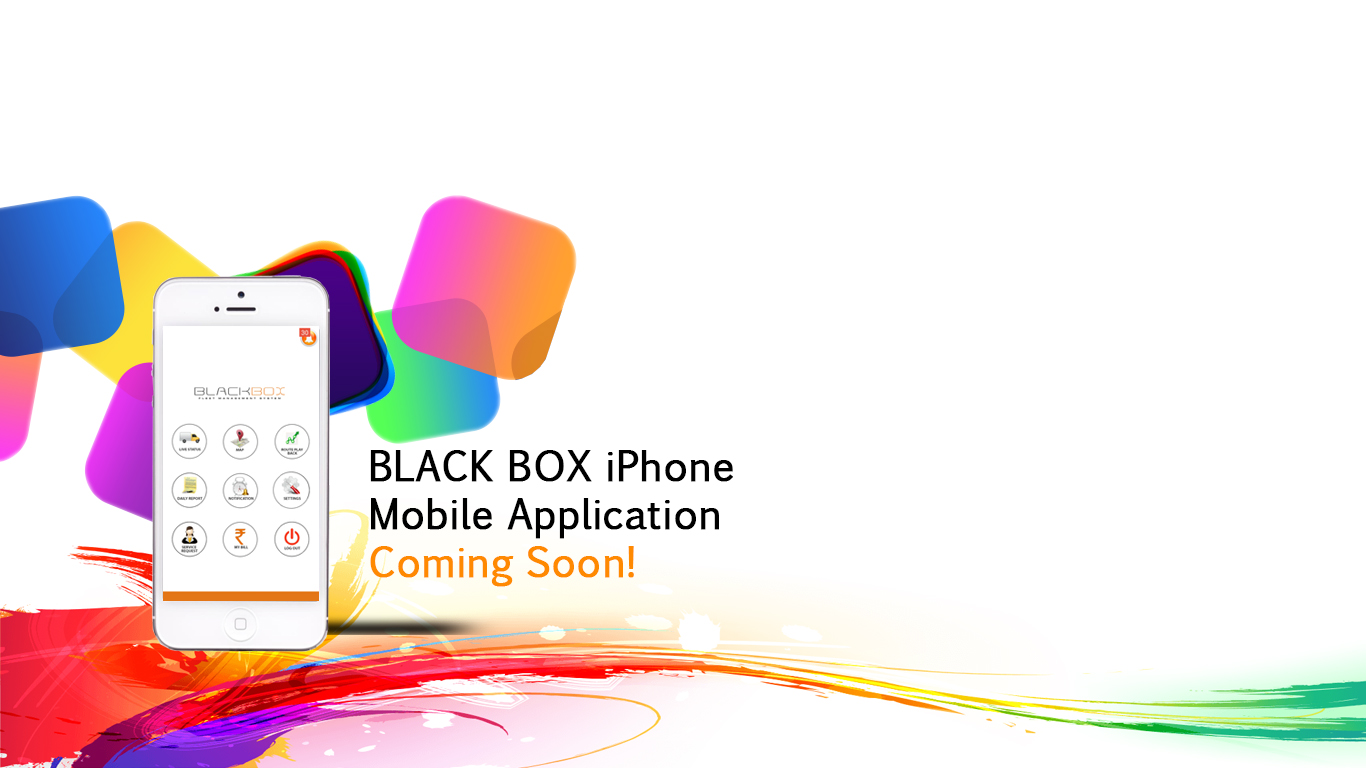 30
BLACKBOX
FLEET MANAGEMENT SYSTEM
LIVE STATUS
MAP
ROUTE PLAY
BACK
DAILY REPORT
NOTIFICATION
SETTINGS
SERVICE
REQUEST
MY BILL
LOG OUT
BLACK BOX iPhone
Mobile Application
Coming Soon!